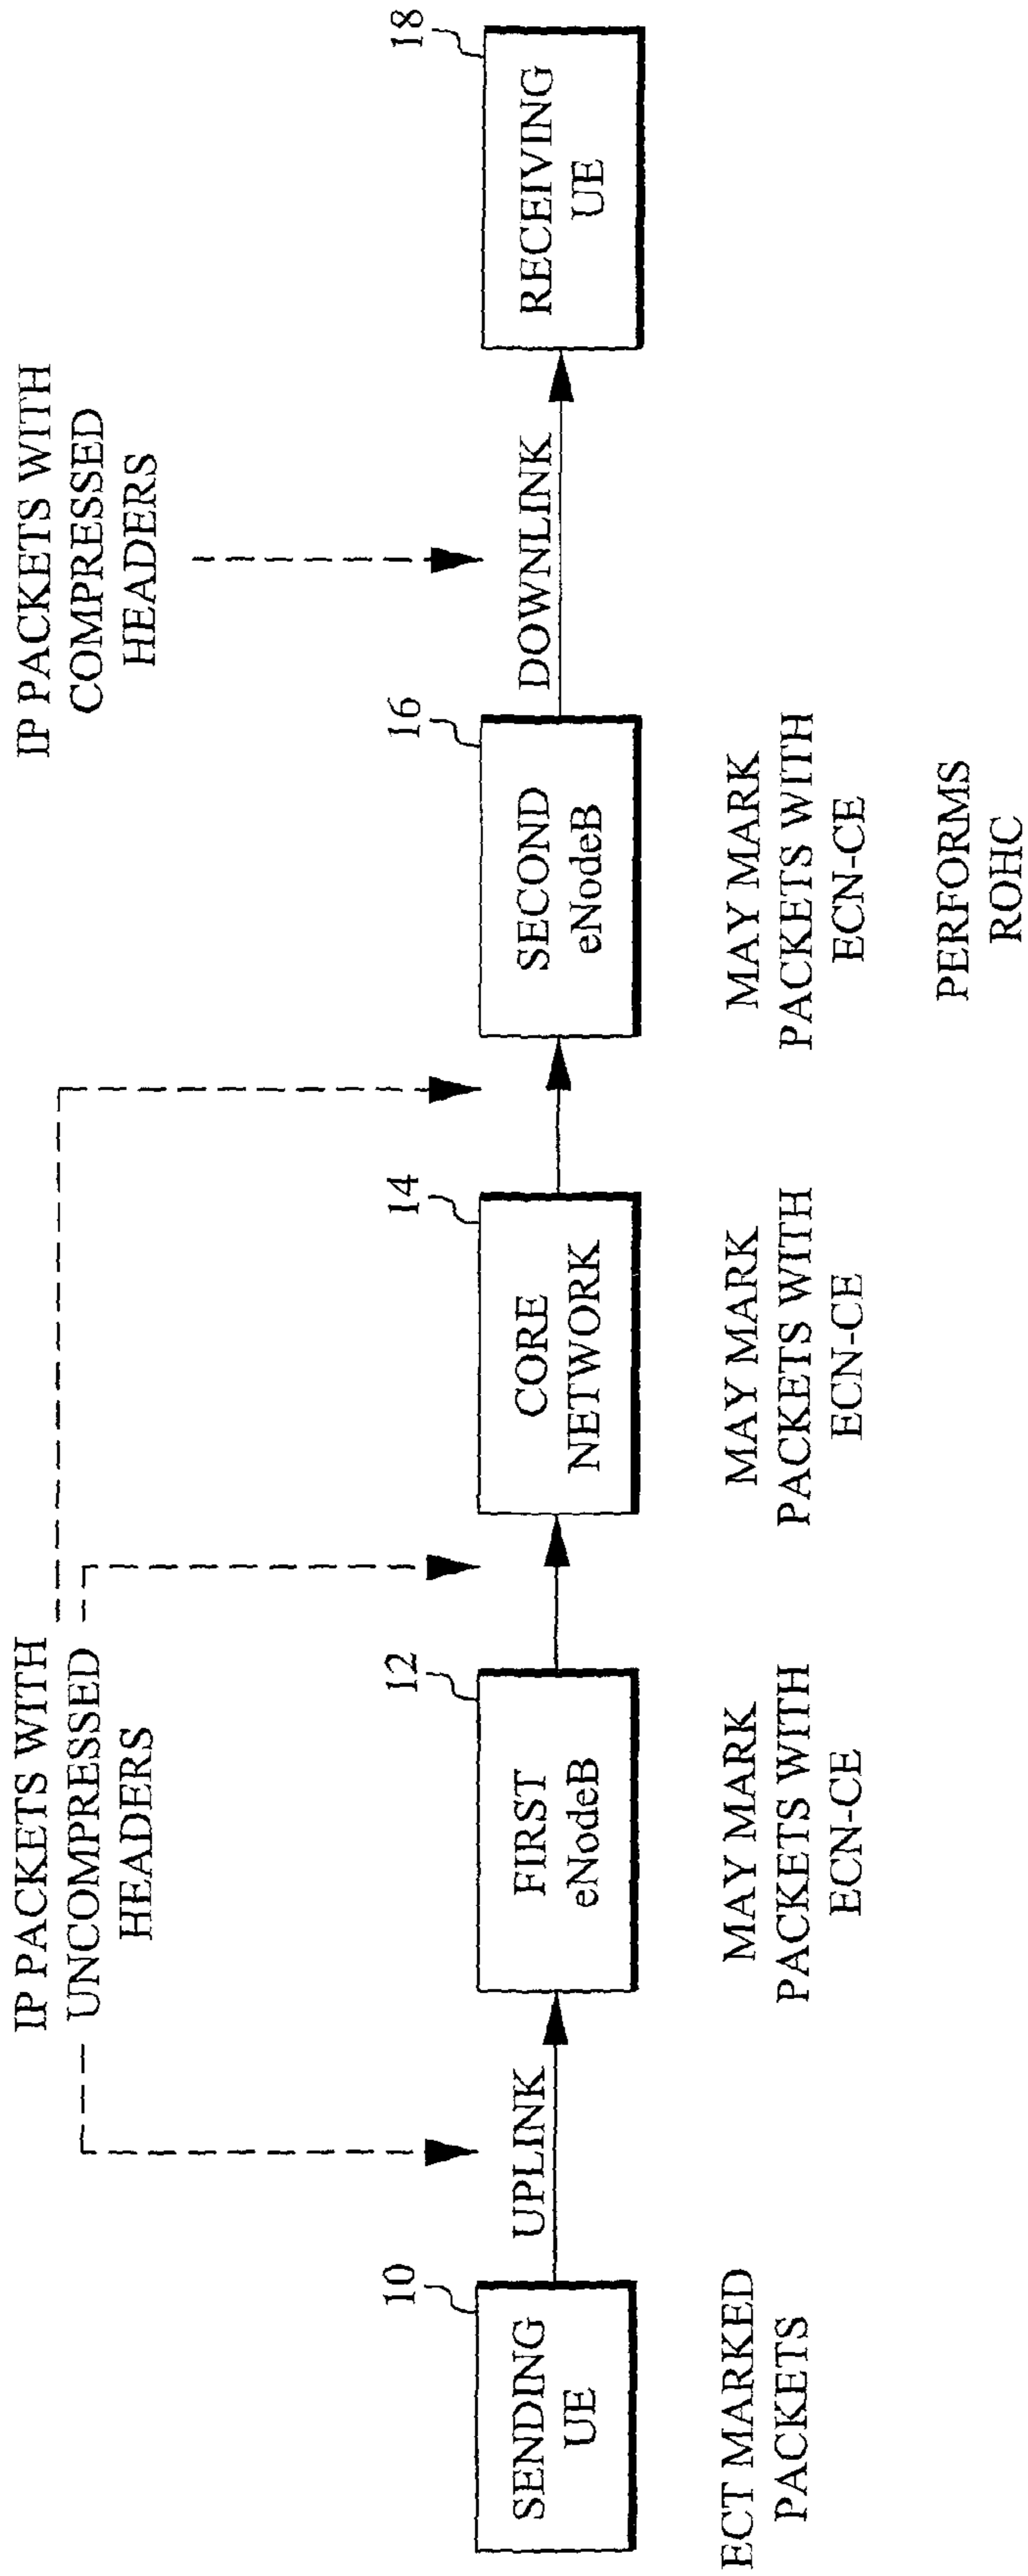 IP PACKETS WITH
UNCOMPRESSED
HEADERS
IP PACKETS WITH
COMPRESSED
HEADERS
10
SENDING
UE
UPLINK
12
FIRST
eNodeB
14
CORE
NETWORK
16
SECOND
eNodeB
DOWNLINK
18
RECEIVING
UE
ECT MARKED
PACKETS
MAY MARK
PACKETS WITH
ECN-CE
MAY MARK
PACKETS WITH
ECN-CE
MAY MARK
PACKETS WITH
ECN-CE
PERFORMS
ROHC